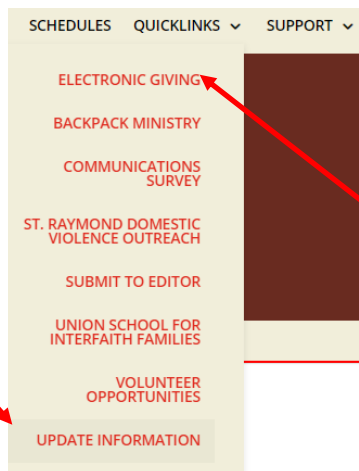 SCHEDULES QUICKLINKS SUPPORT
ELECTRONIC GIVING
BACKPACK MINISTRY
COMMUNICATIONS
SURVEY
ST. RAYMOND DOMESTIC
VIOLENCE OUTREACH
SUBMIT TO EDITOR
UNION SCHOOL FOR
INTERFAITH FAMILIES
VOLUNTEER
OPPORTUNITIES
UPDATE INFORMATION